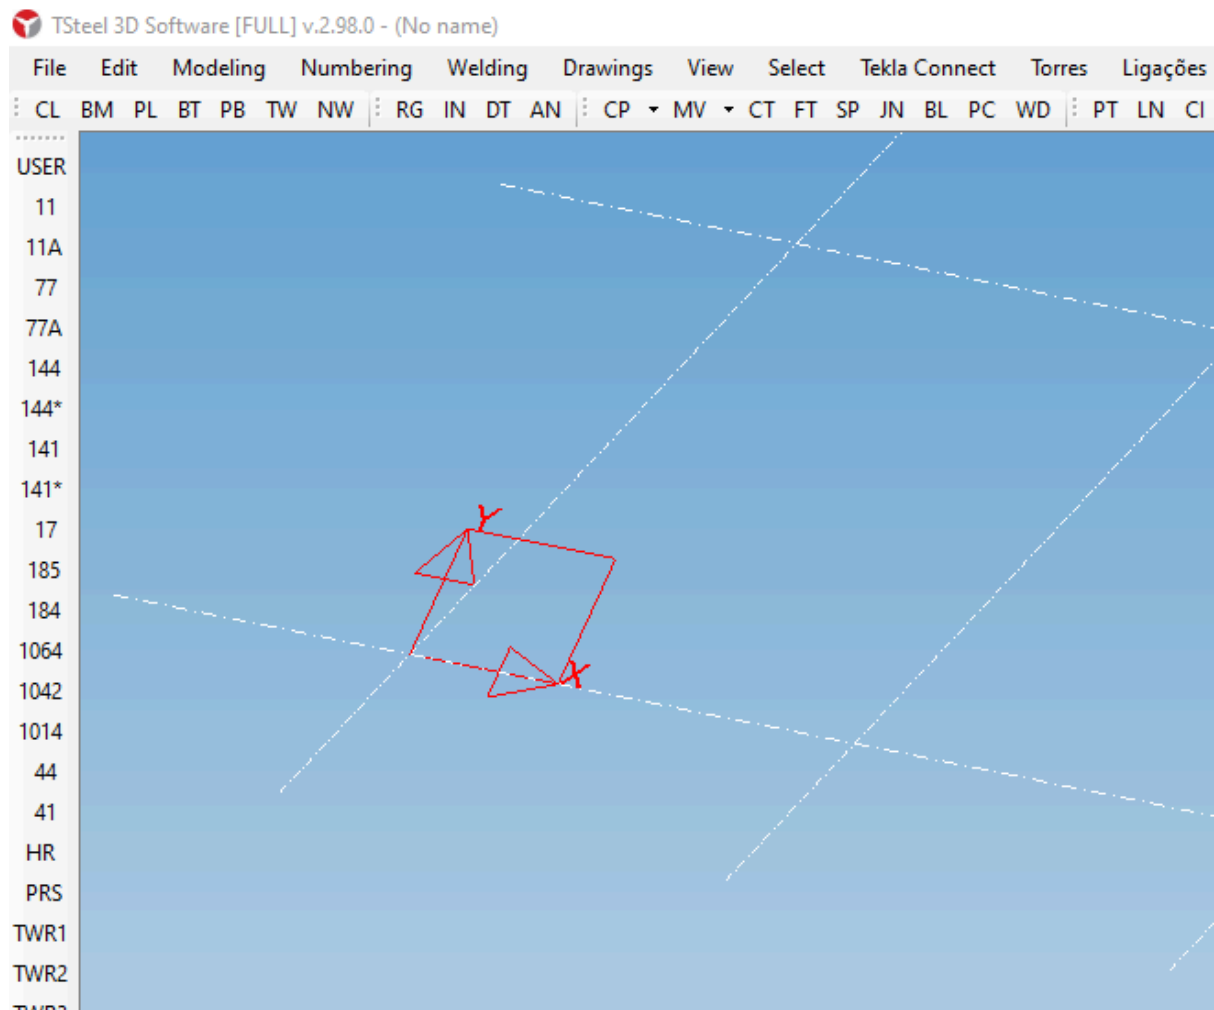 TSteel 3D Software [FULL] v.2.98.0 - (No name)
File Edit Modeling Numbering Welding Drawings View Select Tekla Connect Torres Ligações
CL BM PL BT PB TW NW RG IN DT AN CP MV CT FT SP JN BL PC WD PT LN CI
USER
11
11A
77
77A
144
144*
141
141*
17
Y
185
184
1064
X
1042
1014
44
41
HR
PRS
TWR1
TWR2